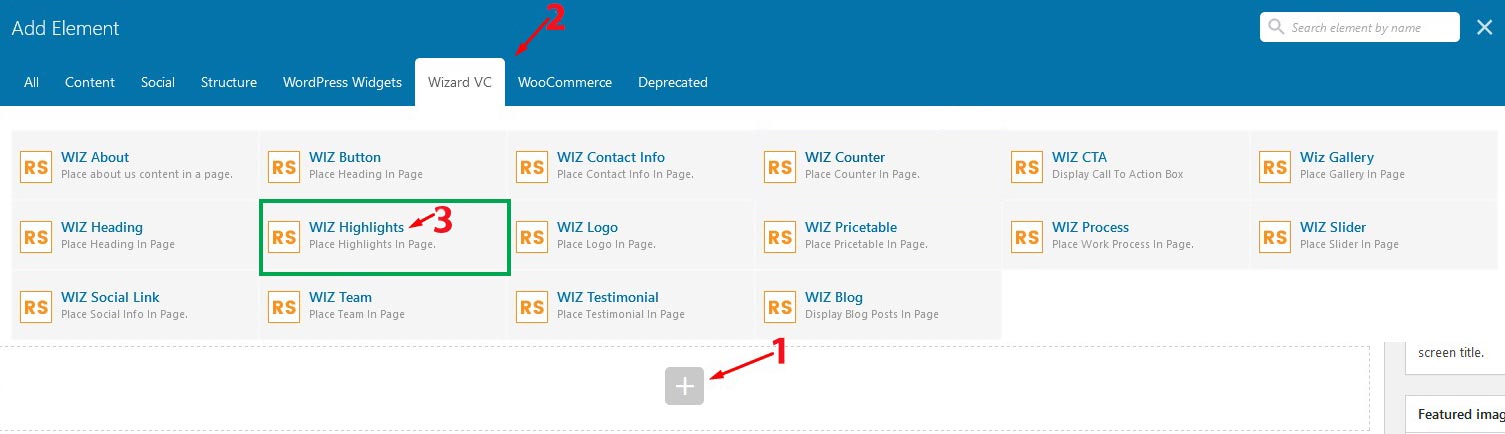 Add Element
2
Search element by name
All Content Social Structure WordPress Widgets Wizard VC WooCommerce Deprecated
RS WIZ About
Place about us content in a page.
RS WIZ Button
Place Heading In Page
RS WIZ Contact Info
Place Contact Info In Page.
RS WIZ Counter
Place Counter In Page.
RS WIZ CTA
Display Call To Action Box
RS Wiz Gallery
Place Gallery In Page
RS WIZ Heading
Place Heading In Page
RS WIZ Highlights 3
Place Highlights In Page.
RS WIZ Logo
Place Logo In Page.
RS WIZ Pricetable
Place Pricetable In Page.
RS WIZ Process
Place Work Process In Page.
RS WIZ Slider
Place Slider In Page
RS WIZ Social Link
Place Social Info In Page.
RS WIZ Team
Place Team In Page
RS WIZ Testimonial
Place Testimonial In Page
RS WIZ Blog
Display Blog Posts In Page
1
screen title.
Featured imag